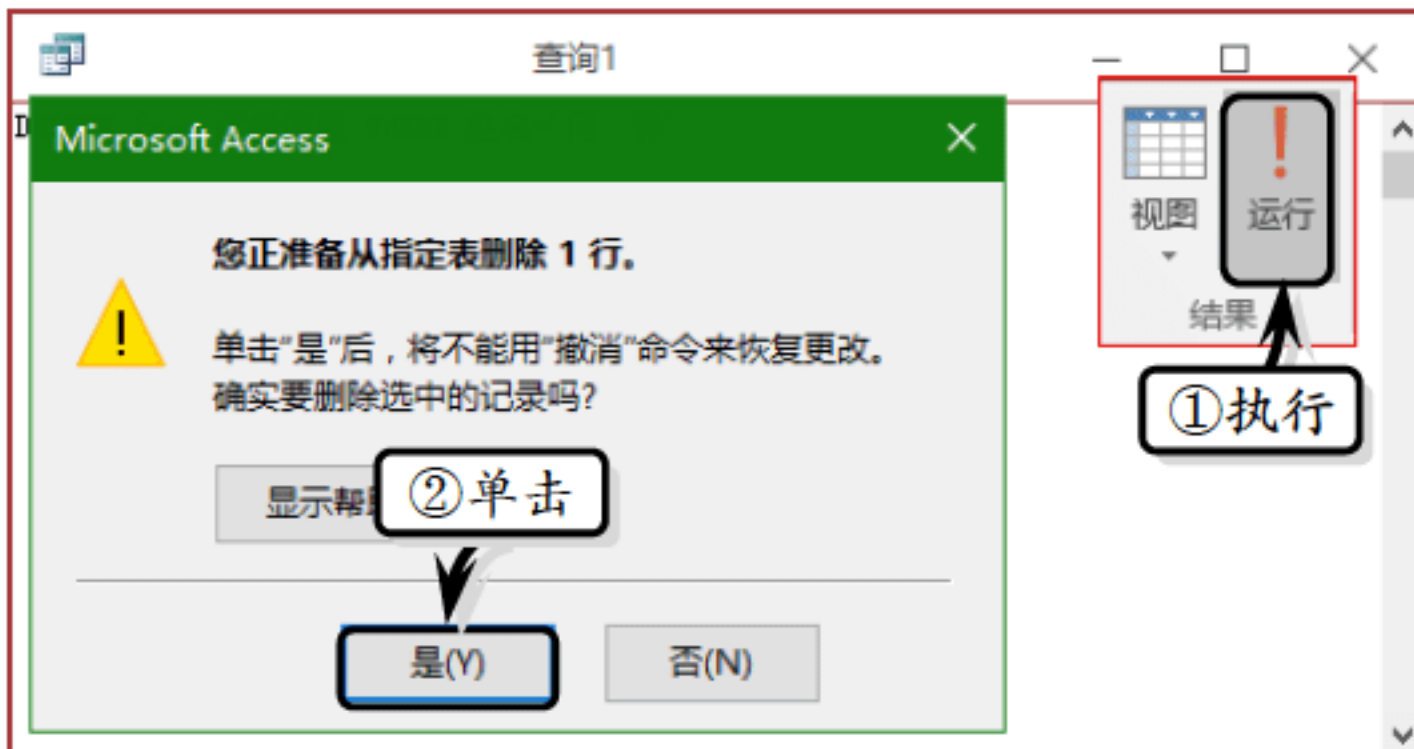 查询1
Microsoft Access
您正准备从指定表删除 1 行。
单击“是”后，将不能用“撤消”命令来恢复更改。
确实要删除选中的记录吗?
显示帮
②单击
是(Y)
否(N)
视图
运行
结果
①执行